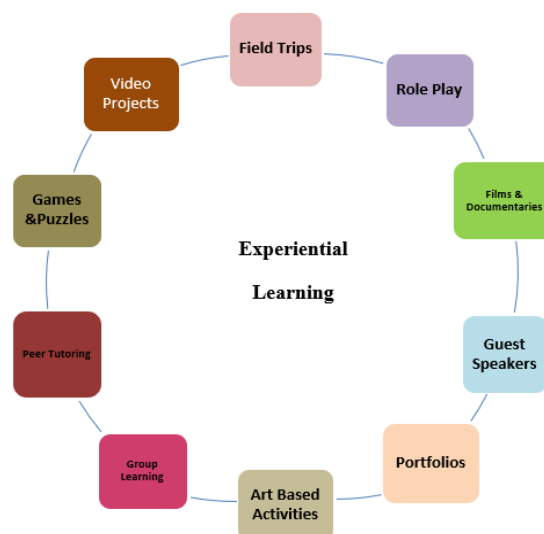 Field Trips
Role Play
Films &
Documentaries
Guest
Speakers
Portfolios
Art Based
Activities
Group
Learning
Peer Tutoring
Games
&Puzzles
Video
Projects
Experiential
Learning